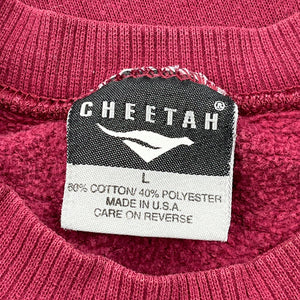 CHEETAH®
L
60% COTTON/ 40% POLYESTER
MADE IN U.S.A.
CARE ON REVERSE